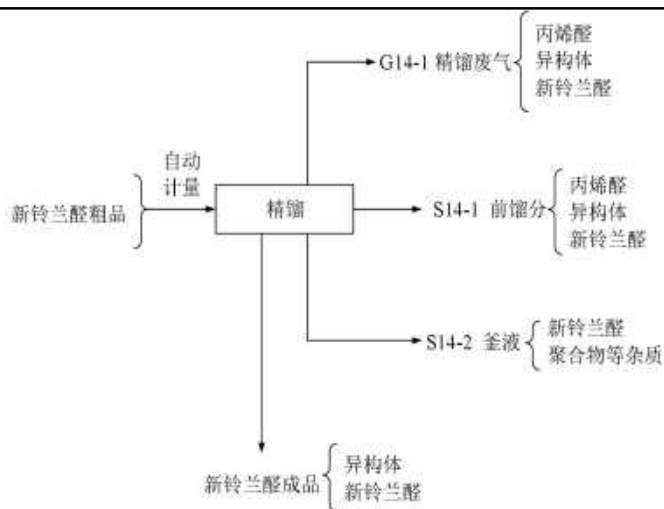 丙烯醛
G14-1 精馏废气 异构体
新铃兰醛
自动
计量
新铃兰醛粗品
精馏
丙烯醛
S14-1 前馏分 异构体
新铃兰醛
新铃兰醛
S14-2 釜液
聚合物等杂质
异构体
新铃兰醛成品
新铃兰醛